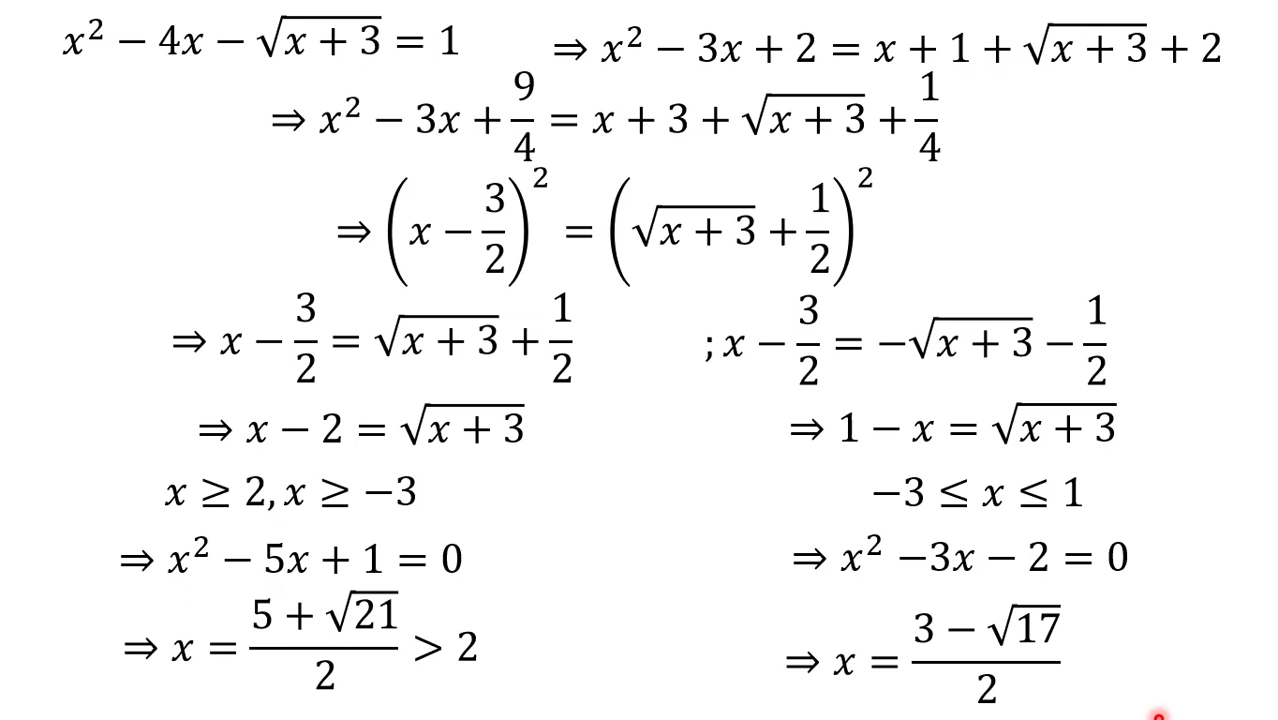 x² − 4x − √(x + 3) = 1 ⇒ x² − 3x + 2 = x + 1 + √(x + 3) + 2
⇒ x² − 3x + 9/4 = x + 3 + √(x + 3) + 1/4
⇒ (x − 3/2)² = (√(x + 3) + 1/2)²
⇒ x − 3/2 = √(x + 3) + 1/2 ; x − 3/2 = −√(x + 3) − 1/2
⇒ x − 2 = √(x + 3) ⇒ 1 − x = √(x + 3)
x ≥ 2, x ≥ −3 −3 ≤ x ≤ 1
⇒ x² − 5x + 1 = 0 ⇒ x² −3x − 2 = 0
⇒ x = (5 + √21)/2 > 2 ⇒ x = (3 − √17)/2